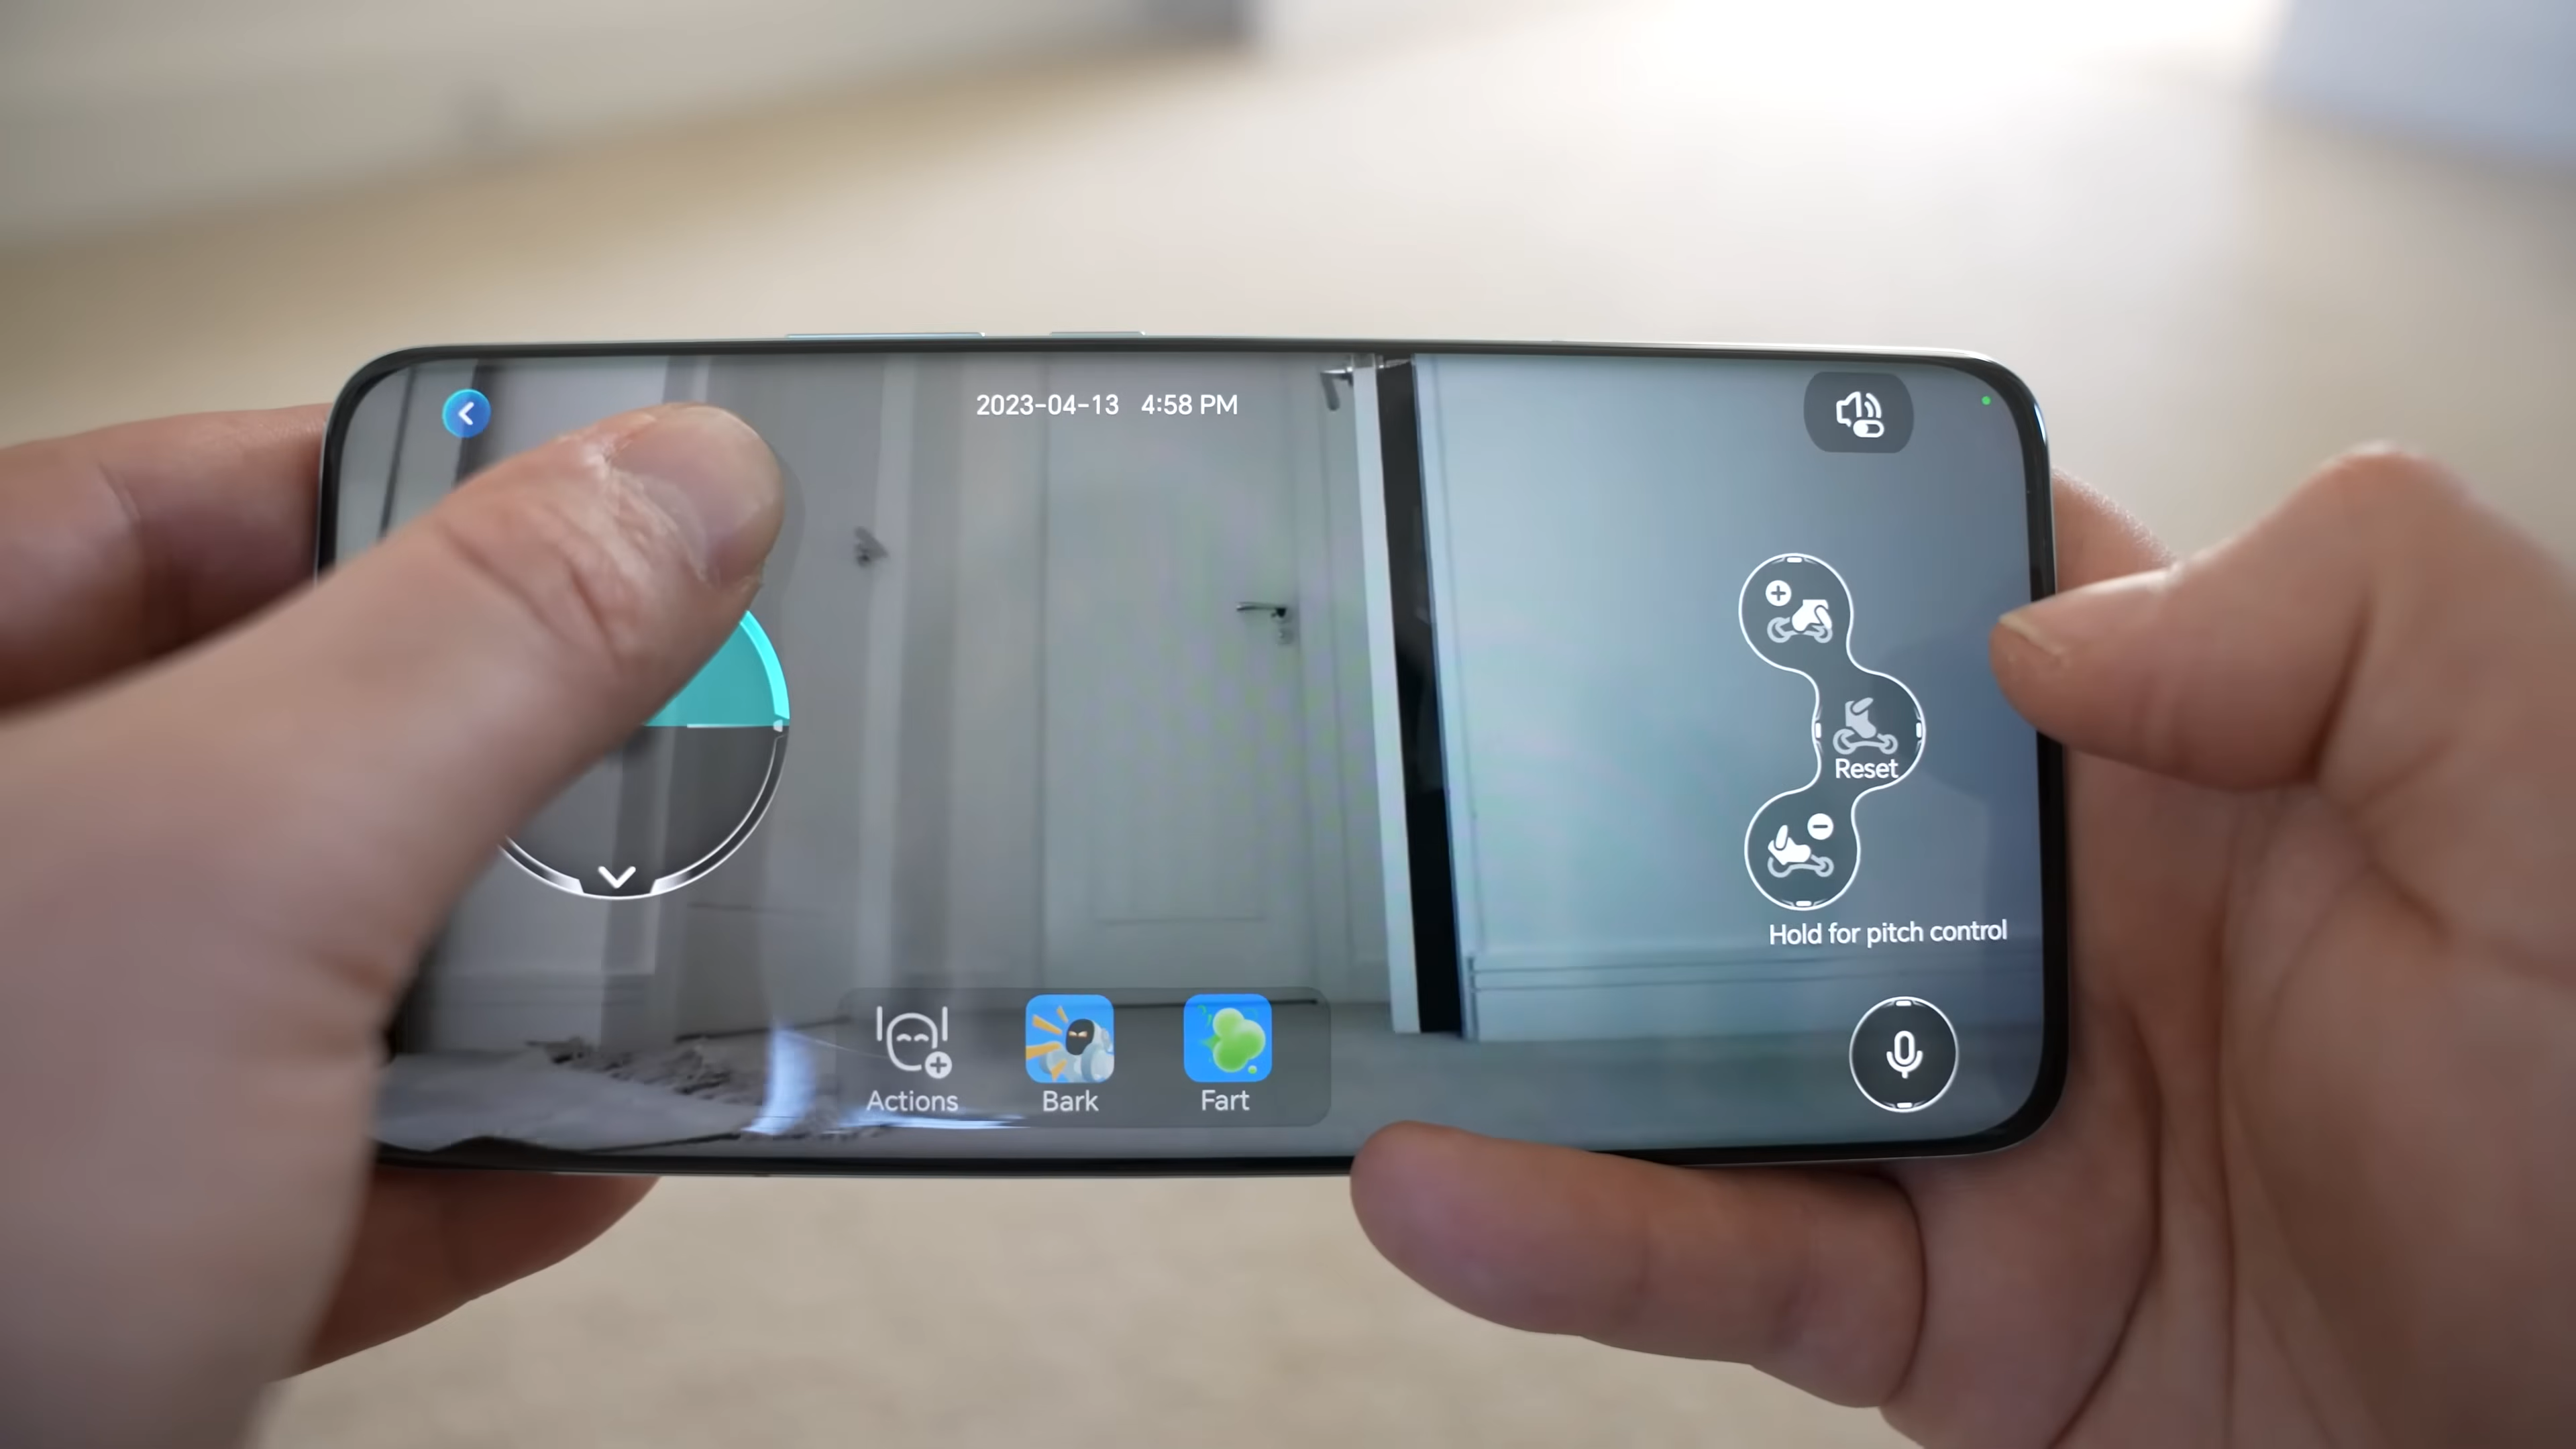 2023-04-13 4:58 PM
Reset
Hold for pitch control
Actions
Bark
Fart